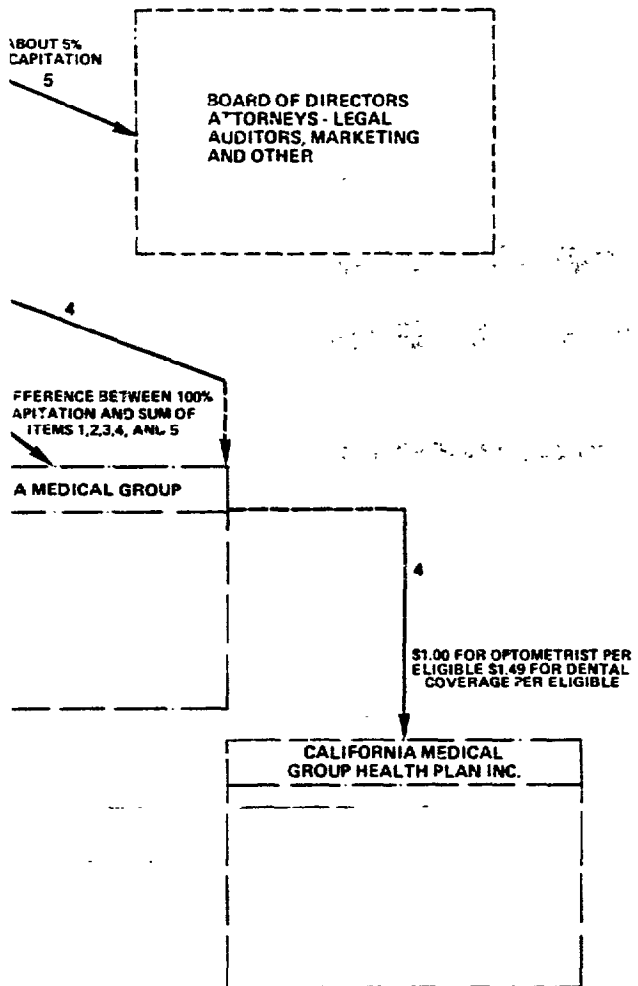 ABOUT 5%
CAPITATION
5
BOARD OF DIRECTORS
ATTORNEYS - LEGAL
AUDITORS, MARKETING
AND OTHER
4
FFERENCE BETWEEN 100%
APITATION AND SUM OF
ITEMS 1,2,3,4, AND 5
A MEDICAL GROUP
4
$1.00 FOR OPTOMETRIST PER
ELIGIBLE $1.49 FOR DENTAL
COVERAGE PER ELIGIBLE
CALIFORNIA MEDICAL
GROUP HEALTH PLAN INC.